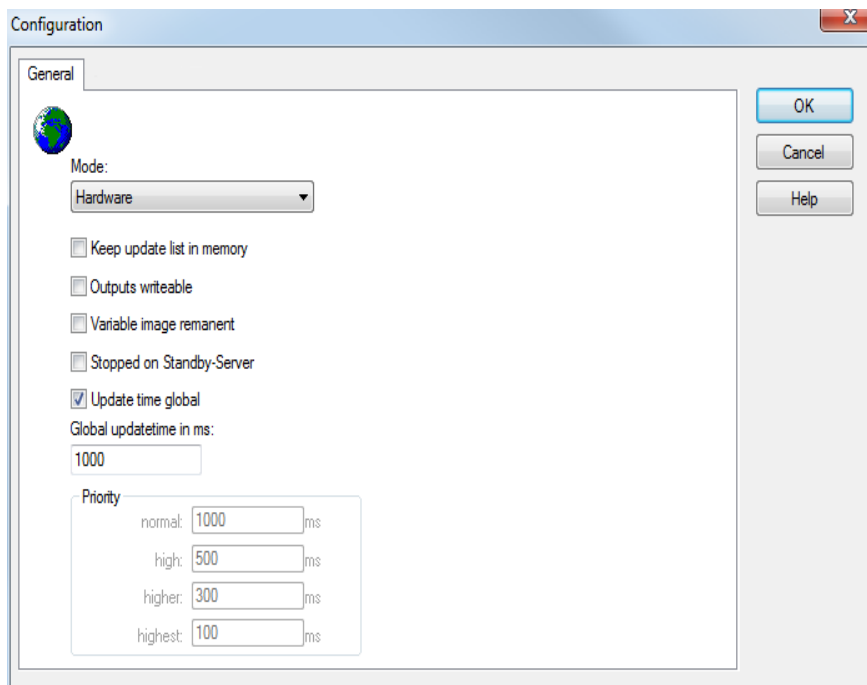 Configuration
X
General
OK
Cancel
Help
Mode:
Hardware
Keep update list in memory
Outputs writeable
Variable image remanent
Stopped on Standby-Server
Update time global
Global updatetime in ms:
1000
Priority
normal: 1000 ms
high: 500 ms
higher: 300 ms
highest: 100 ms